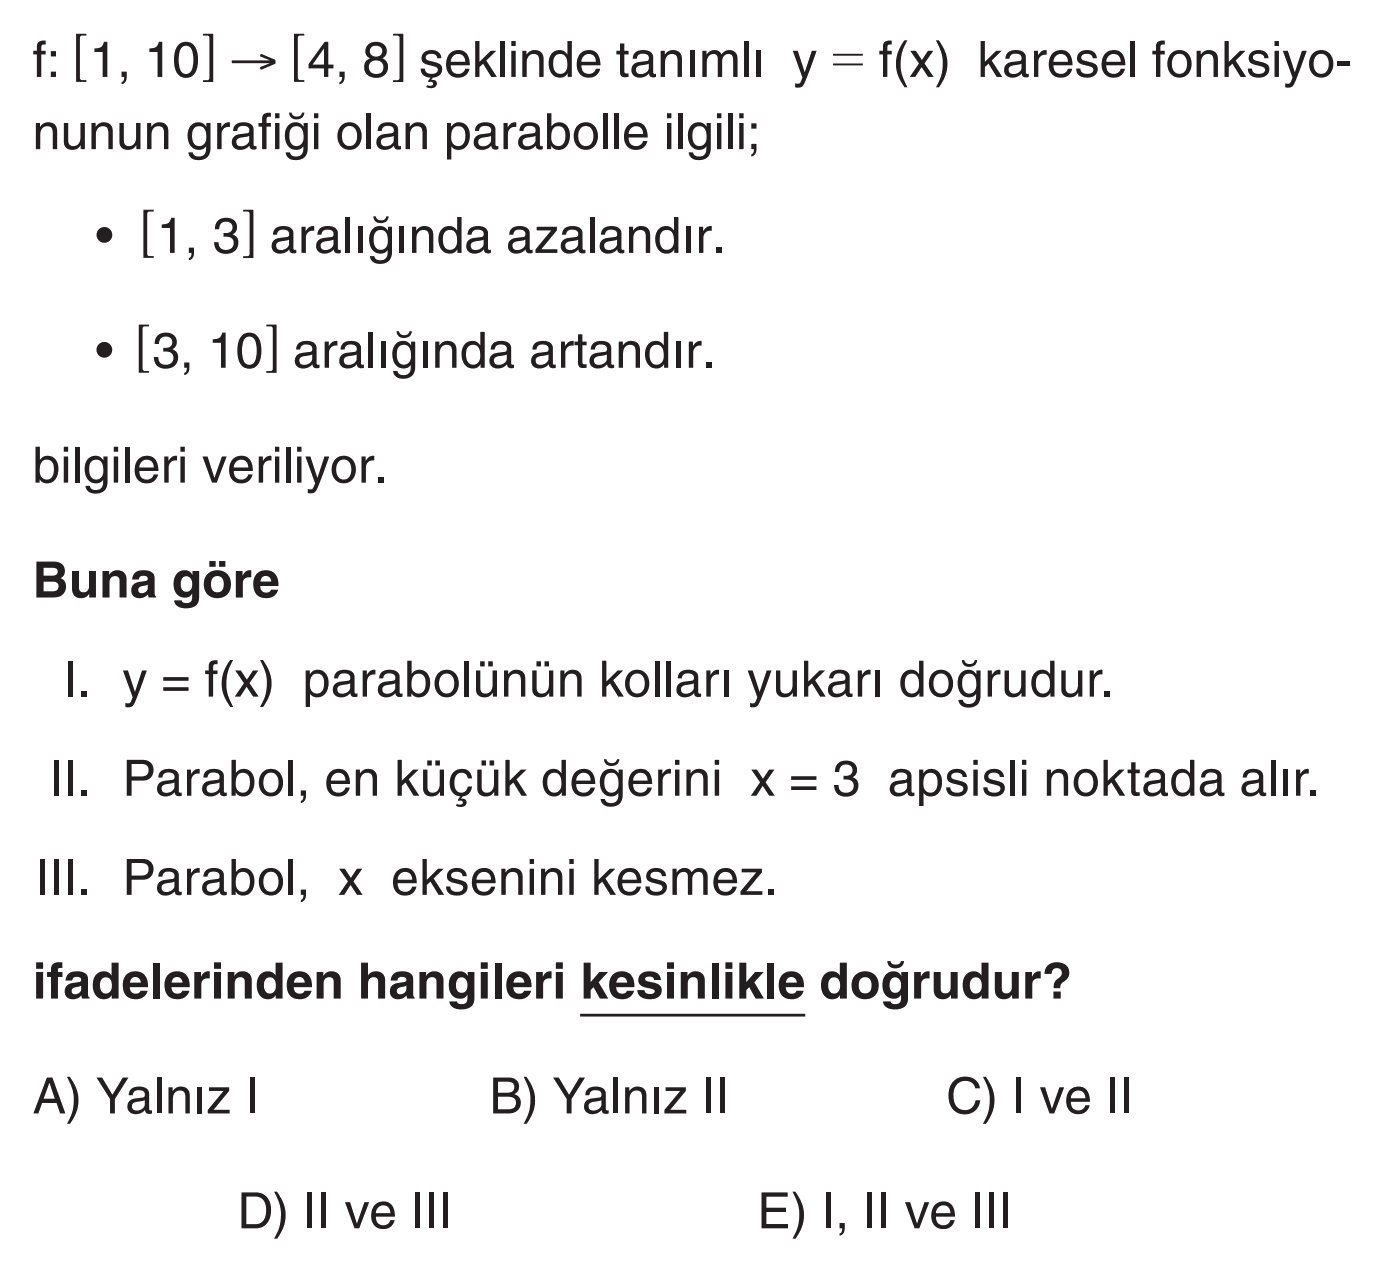 f: [1, 10] → [4, 8] şeklinde tanımlı y = f(x) karesel fonksiyo-
nunun grafiği olan parabolle ilgili;
• [1, 3] aralığında azalandır.
• [3, 10] aralığında artandır.
bilgileri veriliyor.
Buna göre
I. y = f(x) parabolünün kolları yukarı doğrudur.
II. Parabol, en küçük değerini x = 3 apsisli noktada alır.
III. Parabol, x eksenini kesmez.
ifadelerinden hangileri kesinlikle doğrudur?
A) Yalnız I B) Yalnız II C) I ve II
D) II ve III E) I, II ve III